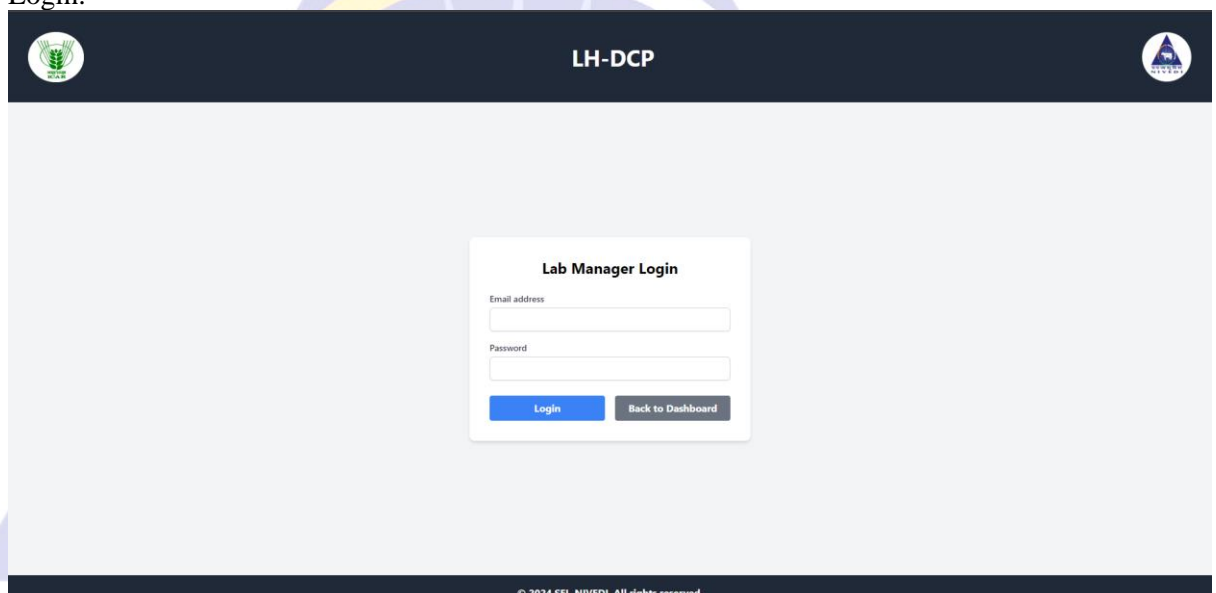 Login:
LH-DCP
NIVEDI
Lab Manager Login
Email address
Password
Login
Back to Dashboard
© 2024 SEL NIVEDI. All rights reserved.